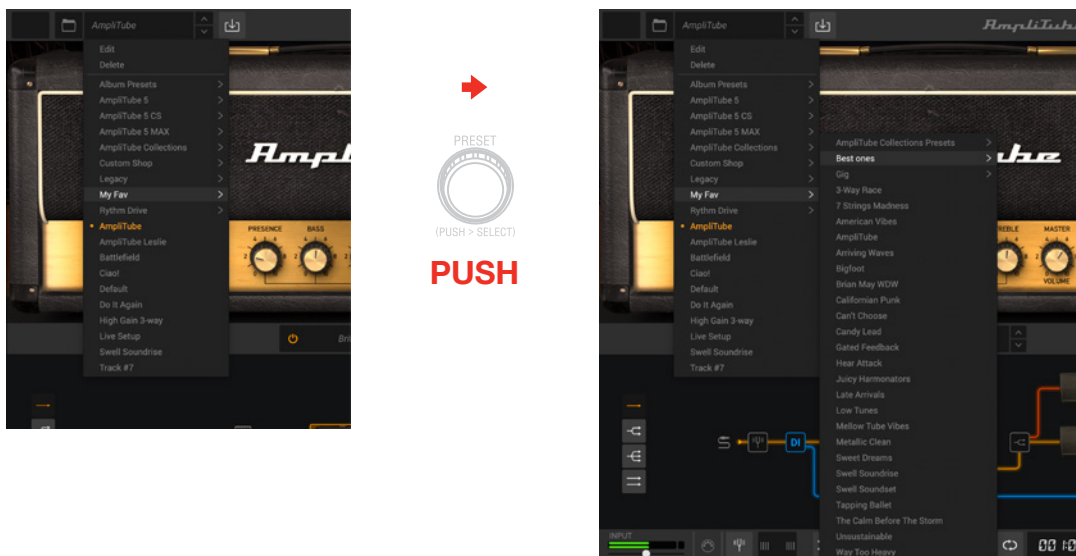 AmpliTube
Edit
Delete
Album Presets
AmpliTube 5
AmpliTube 5 CS
AmpliTube 5 MAX
AmpliTube Collections
Custom Shop
Legacy
My Fav
Rythm Drive
AmpliTube
AmpliTube Leslie
Battlefield
Ciao!
Default
Do It Again
High Gain 3-way
Live Setup
Swell Soundrise
Track #7
Ampl
PRESENCE
BASS
Bri
PRESET
(PUSH > SELECT)
PUSH
AmpliTube
AmpliTube
Edit
Delete
Album Presets
AmpliTube 5
AmpliTube 5 CS
AmpliTube 5 MAX
AmpliTube Collections
Custom Shop
Legacy
My Fav
Rythm Drive
AmpliTube
AmpliTube Leslie
Battlefield
Ciao!
Default
Do It Again
High Gain 3-way
Live Setup
Swell Soundrise
Track #7
AmpliTube Collections Presets
Best ones
Gig
3-Way Race
7 Strings Madness
American Vibes
AmpliTube
Arriving Waves
Bigfoot
Brian May WDW
Californian Punk
Can't Choose
Candy Lead
Gated Feedback
Hear Attack
Juicy Harmonators
Late Arrivals
Low Tunes
Mellow Tube Vibes
Metallic Clean
Sweet Dreams
Swell Soundrise
Swell Soundset
Tapping Ballet
The Calm Before The Storm
Unsustainable
Way Too Heavy
ube
REBLE
MASTER
VOLUME
DI
INPUT